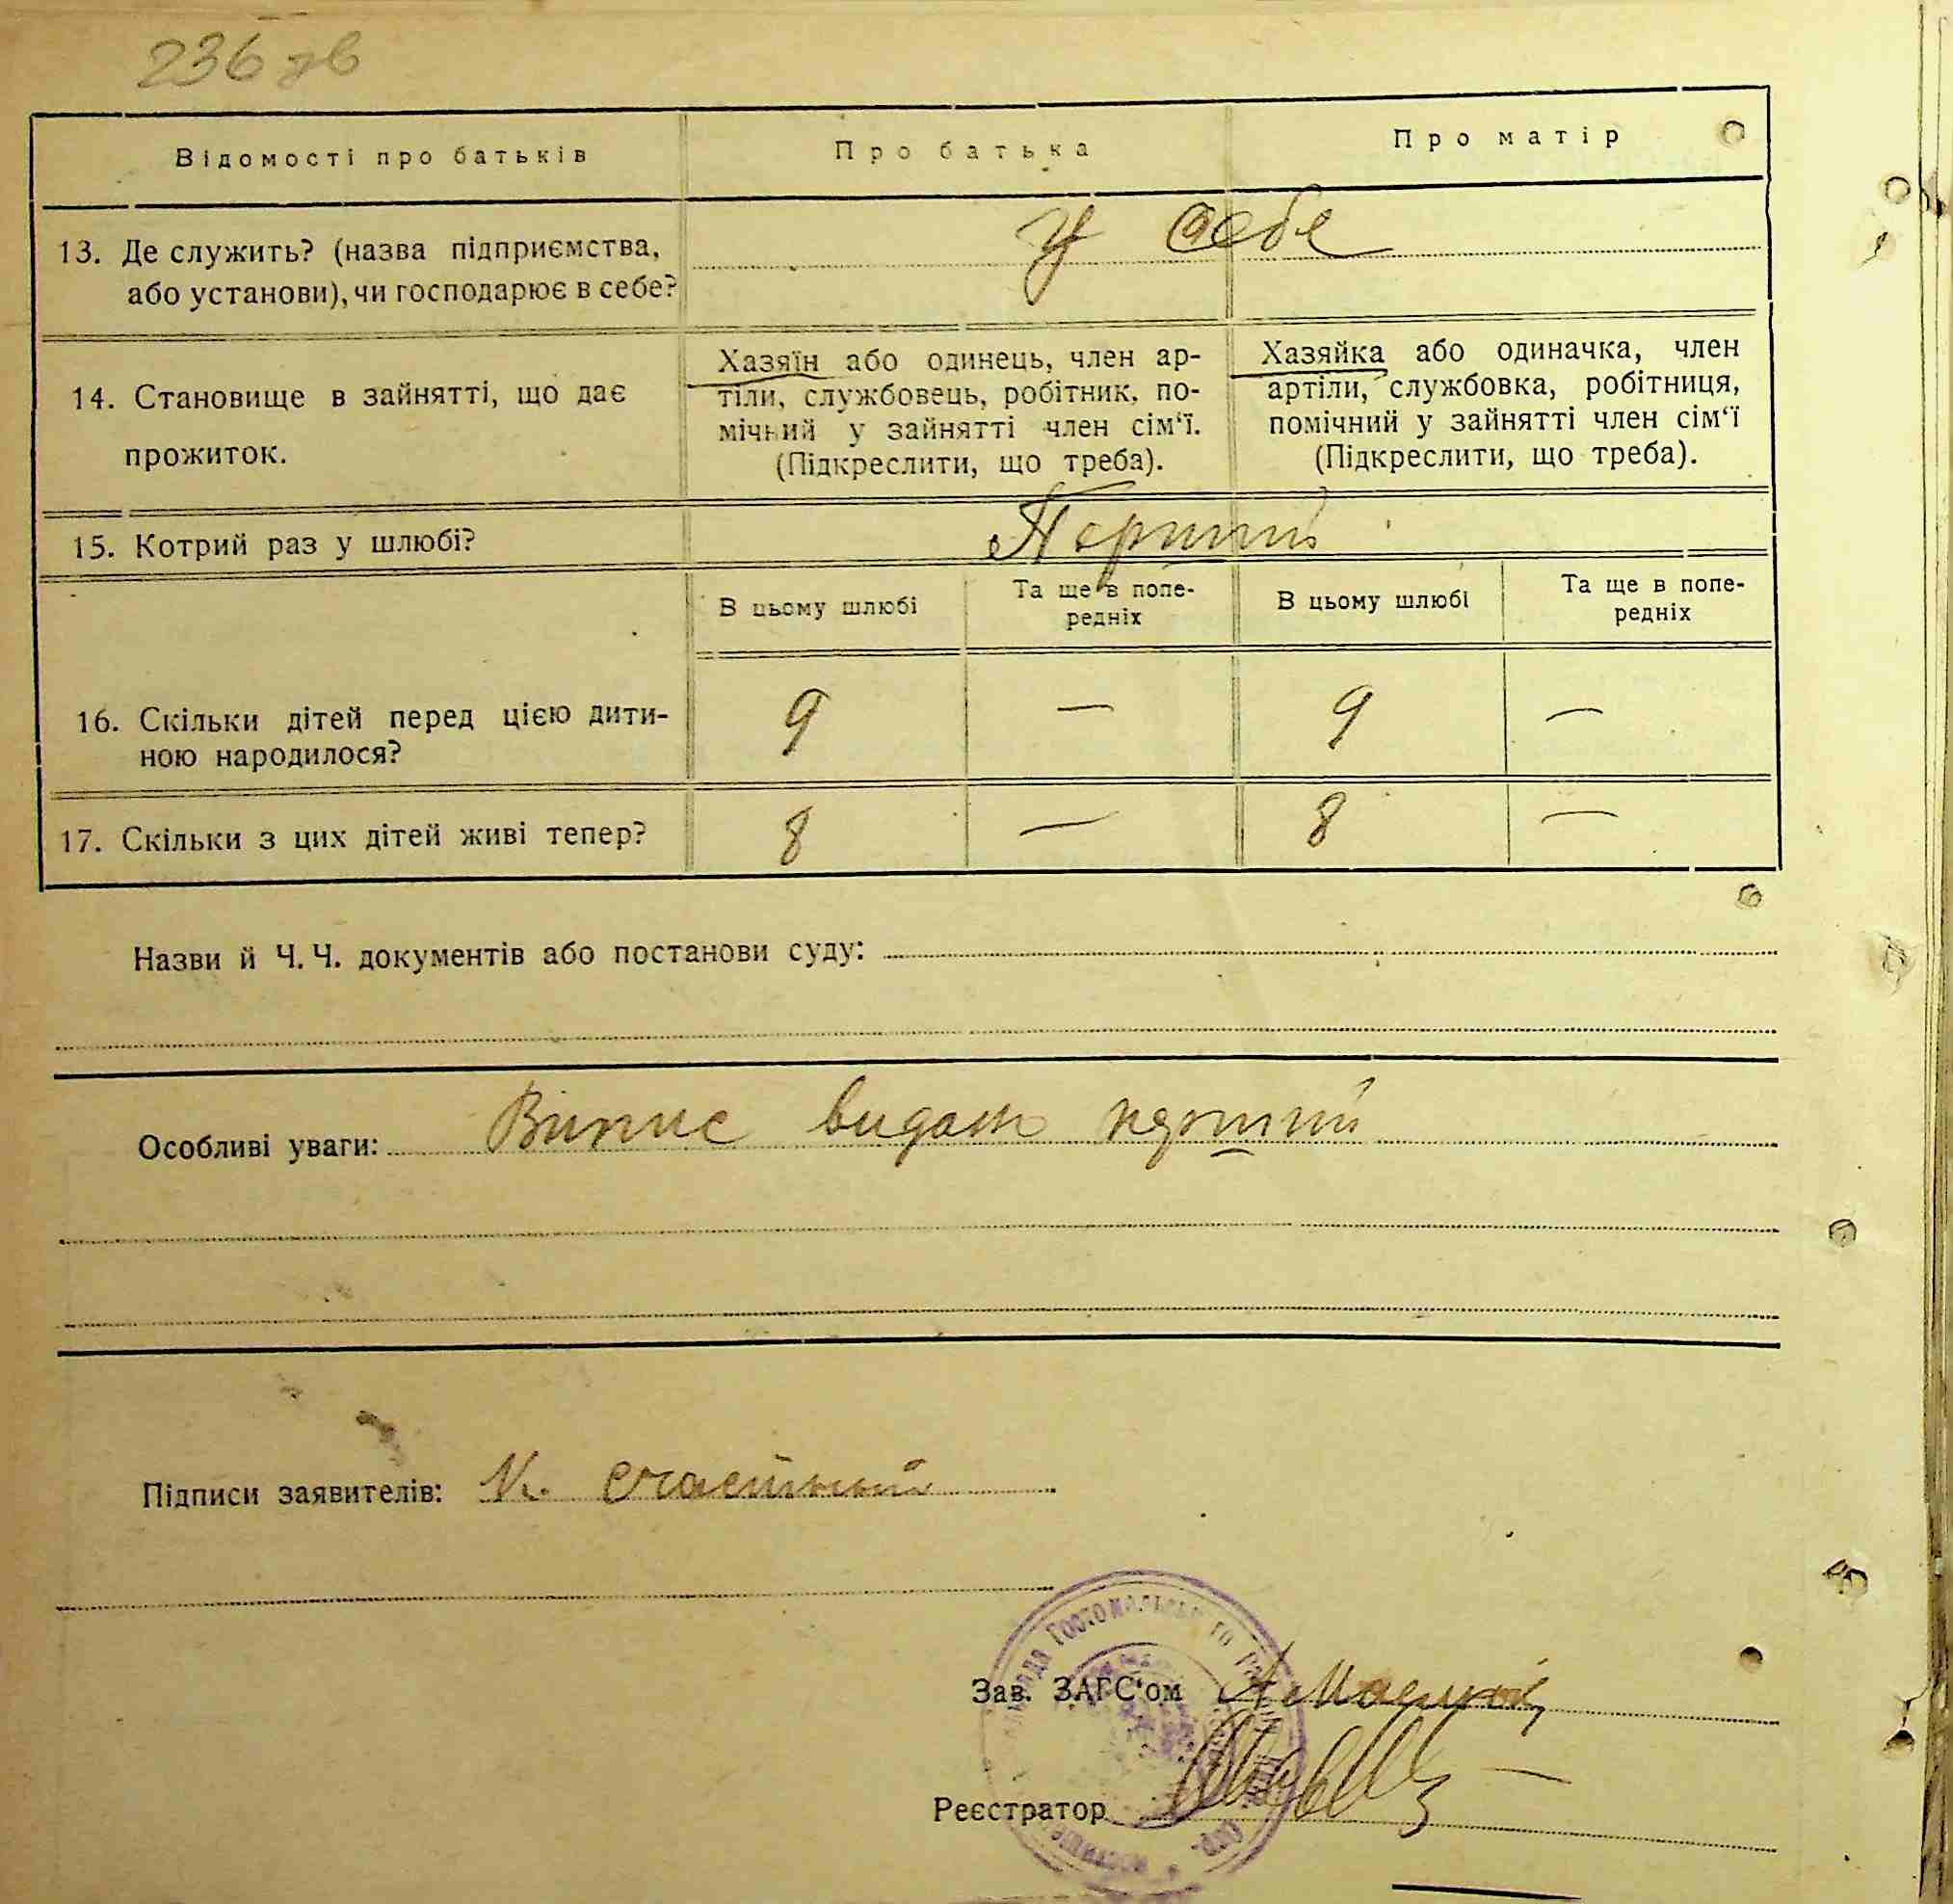 236 зв
Відомості про батьків
Про батька
Про матір
13. Де служить? (назва підприємства,
або установи), чи господарює в себе?
У себе
14. Становище в зайнятті, що дає
прожиток.
Хазяїн або одинець, член ар-
тіли, службовець, робітник, по-
мічний у зайнятті член сім‘ї.
(Підкреслити, що треба).
Хазяйка або одиначка, член
артіли, службовка, робітниця,
помічний у зайнятті член сім‘ї
(Підкреслити, що треба).
15. Котрий раз у шлюбі?
Перший
В цьому шлюбі
Та ще в попе-
редніх
В цьому шлюбі
Та ще в попе-
редніх
16. Скільки дітей перед цією дити-
ною народилося?
9 — 9 —
17. Скільки з цих дітей живі тепер?
8 — 8 —
Назви й Ч. Ч. документів або постанови суду:
Особливі уваги: Випис видано
Підписи заявителів:
Зав. ЗАГС‘ом
Реєстратор